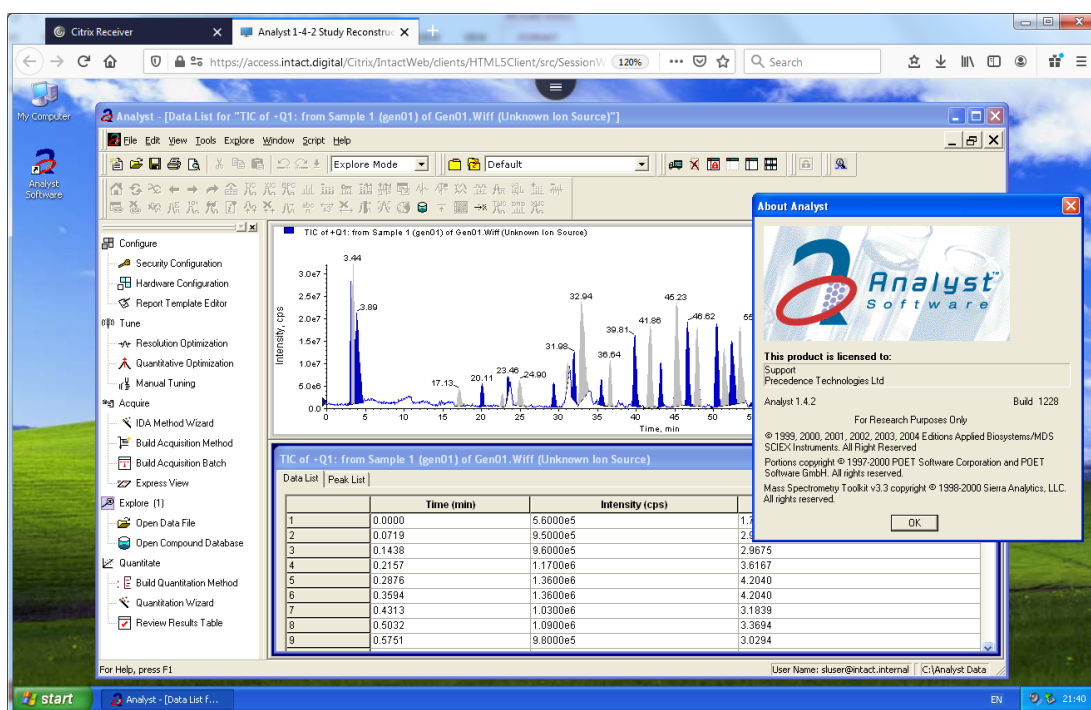 Citrix Receiver
Analyst 1-4-2 Study Reconstruc
https://access.intact.digital/Citrix/IntactWeb/clients/HTML5Client/src/SessionW
120%
Search
My Computer
Analyst Software
Analyst - [Data List for "TIC of +Q1: from Sample 1 (gen01) of Gen01.Wiff (Unknown Ion Source)"]
File Edit View Tools Explore Window Script Help
Explore Mode
Default
Configure
Security Configuration
Hardware Configuration
Report Template Editor
Tune
Resolution Optimization
Quantitative Optimization
Manual Tuning
Acquire
IDA Method Wizard
Build Acquisition Method
Build Acquisition Batch
Express View
Explore (1)
Open Data File
Open Compound Database
Quantitate
Build Quantitation Method
Quantitation Wizard
Review Results Table
TIC of +Q1: from Sample 1 (gen01) of Gen01.Wiff (Unknown Ion Source)
Intensity, cps
3.0e7
2.5e7
2.0e7
1.5e7
1.0e7
5.0e6
0.0
3.44
3.89
17.13
20.11
23.46
24.90
31.98
32.94
36.64
39.81
41.86
45.23
46.62
55
0 5 10 15 20 25 30 35 40 45 50
Time, min
TIC of +Q1: from Sample 1 (gen01) of Gen01.Wiff (Unknown Ion Source)
Data List Peak List
Time (min) Intensity (cps)
1 0.0000 5.6000e5 1.7
2 0.0719 9.5000e5 2.9
3 0.1438 9.6000e5 2.9675
4 0.2157 1.1700e6 3.6167
5 0.2876 1.3600e6 4.2040
6 0.3594 1.3600e6 4.2040
7 0.4313 1.0300e6 3.1839
8 0.5032 1.0900e6 3.3694
9 0.5751 9.8000e5 3.0294
About Analyst
Analyst™
Software
This product is licensed to:
Support
Precedence Technologies Ltd
Analyst 1.4.2 Build 1228
For Research Purposes Only
© 1999, 2000, 2001, 2002, 2003, 2004 Editions Applied Biosystems/MDS
SCIEX Instruments. All Right Reserved
Portions copyright © 1997-2000 POET Software Corporation and POET
Software GmbH. All rights reserved.
Mass Spectrometry Toolkit v3.3 copyright © 1998-2000 Sierra Analytics, LLC.
All rights reserved.
OK
For Help, press F1
User Name: sluser@intact.internal
C:\Analyst Data
start
Analyst - [Data List f...
EN
21:40